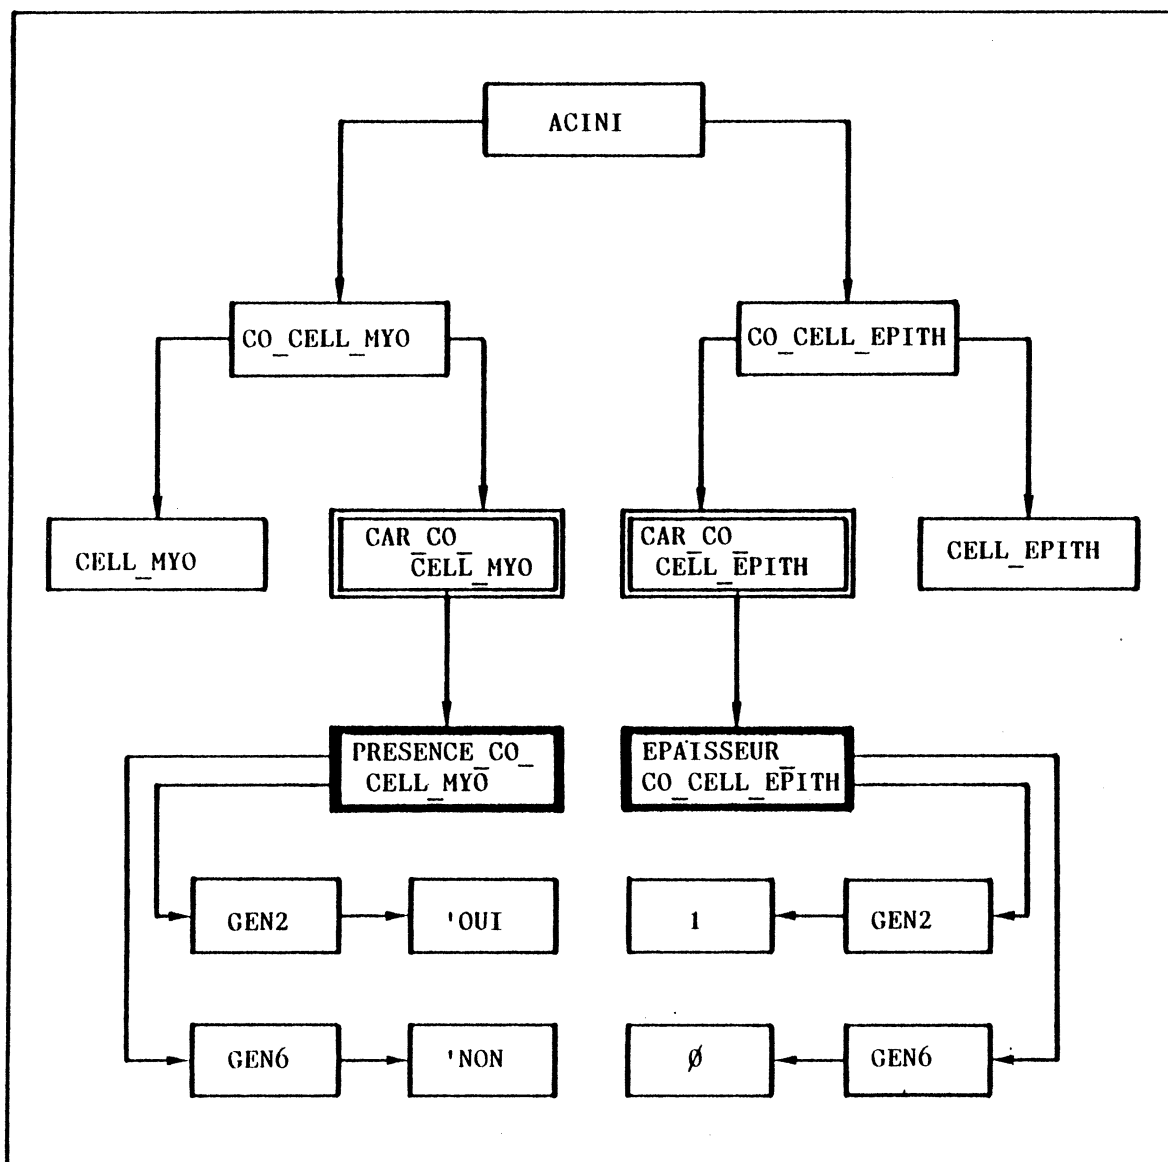 ACINI
CO_CELL_MYO
CO_CELL_EPITH
CELL_MYO
CAR_CO_
CELL_MYO
CAR_CO_
CELL_EPITH
CELL_EPITH
PRESENCE_CO_
CELL_MYO
EPAISSEUR_
CO_CELL_EPITH
GEN2
'OUI
1
GEN2
GEN6
'NON
Ø
GEN6